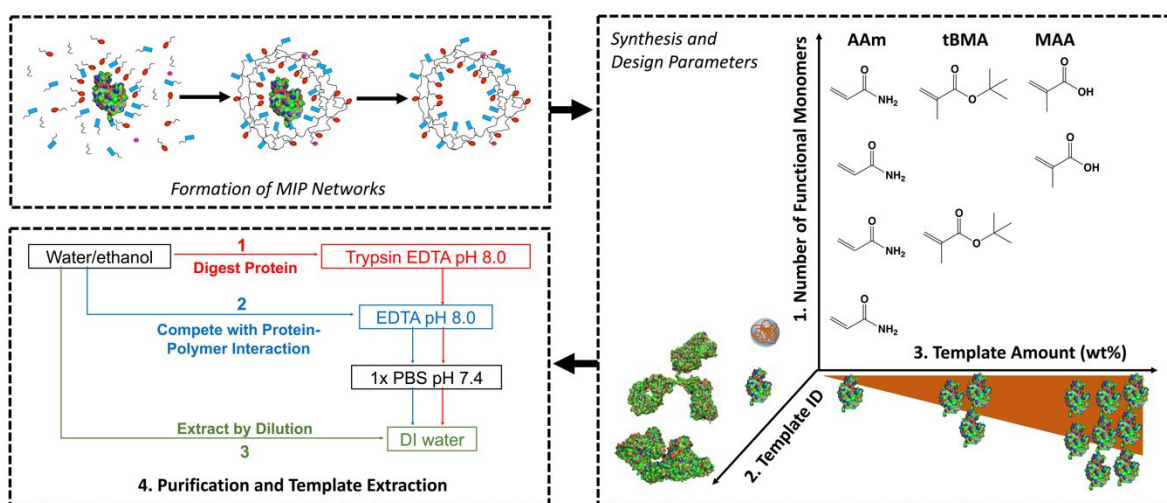 Formation of MIP Networks
Synthesis and
Design Parameters
AAm
tBMA
MAA
O
NH₂
O
O
O
OH
O
NH₂
O
OH
O
NH₂
O
O
O
NH₂
1. Number of Functional Monomers
2. Template ID
3. Template Amount (wt%)
Water/ethanol
1
Digest Protein
Trypsin EDTA pH 8.0
2
Compete with Protein-
Polymer Interaction
EDTA pH 8.0
1x PBS pH 7.4
Extract by Dilution
3
DI water
4. Purification and Template Extraction